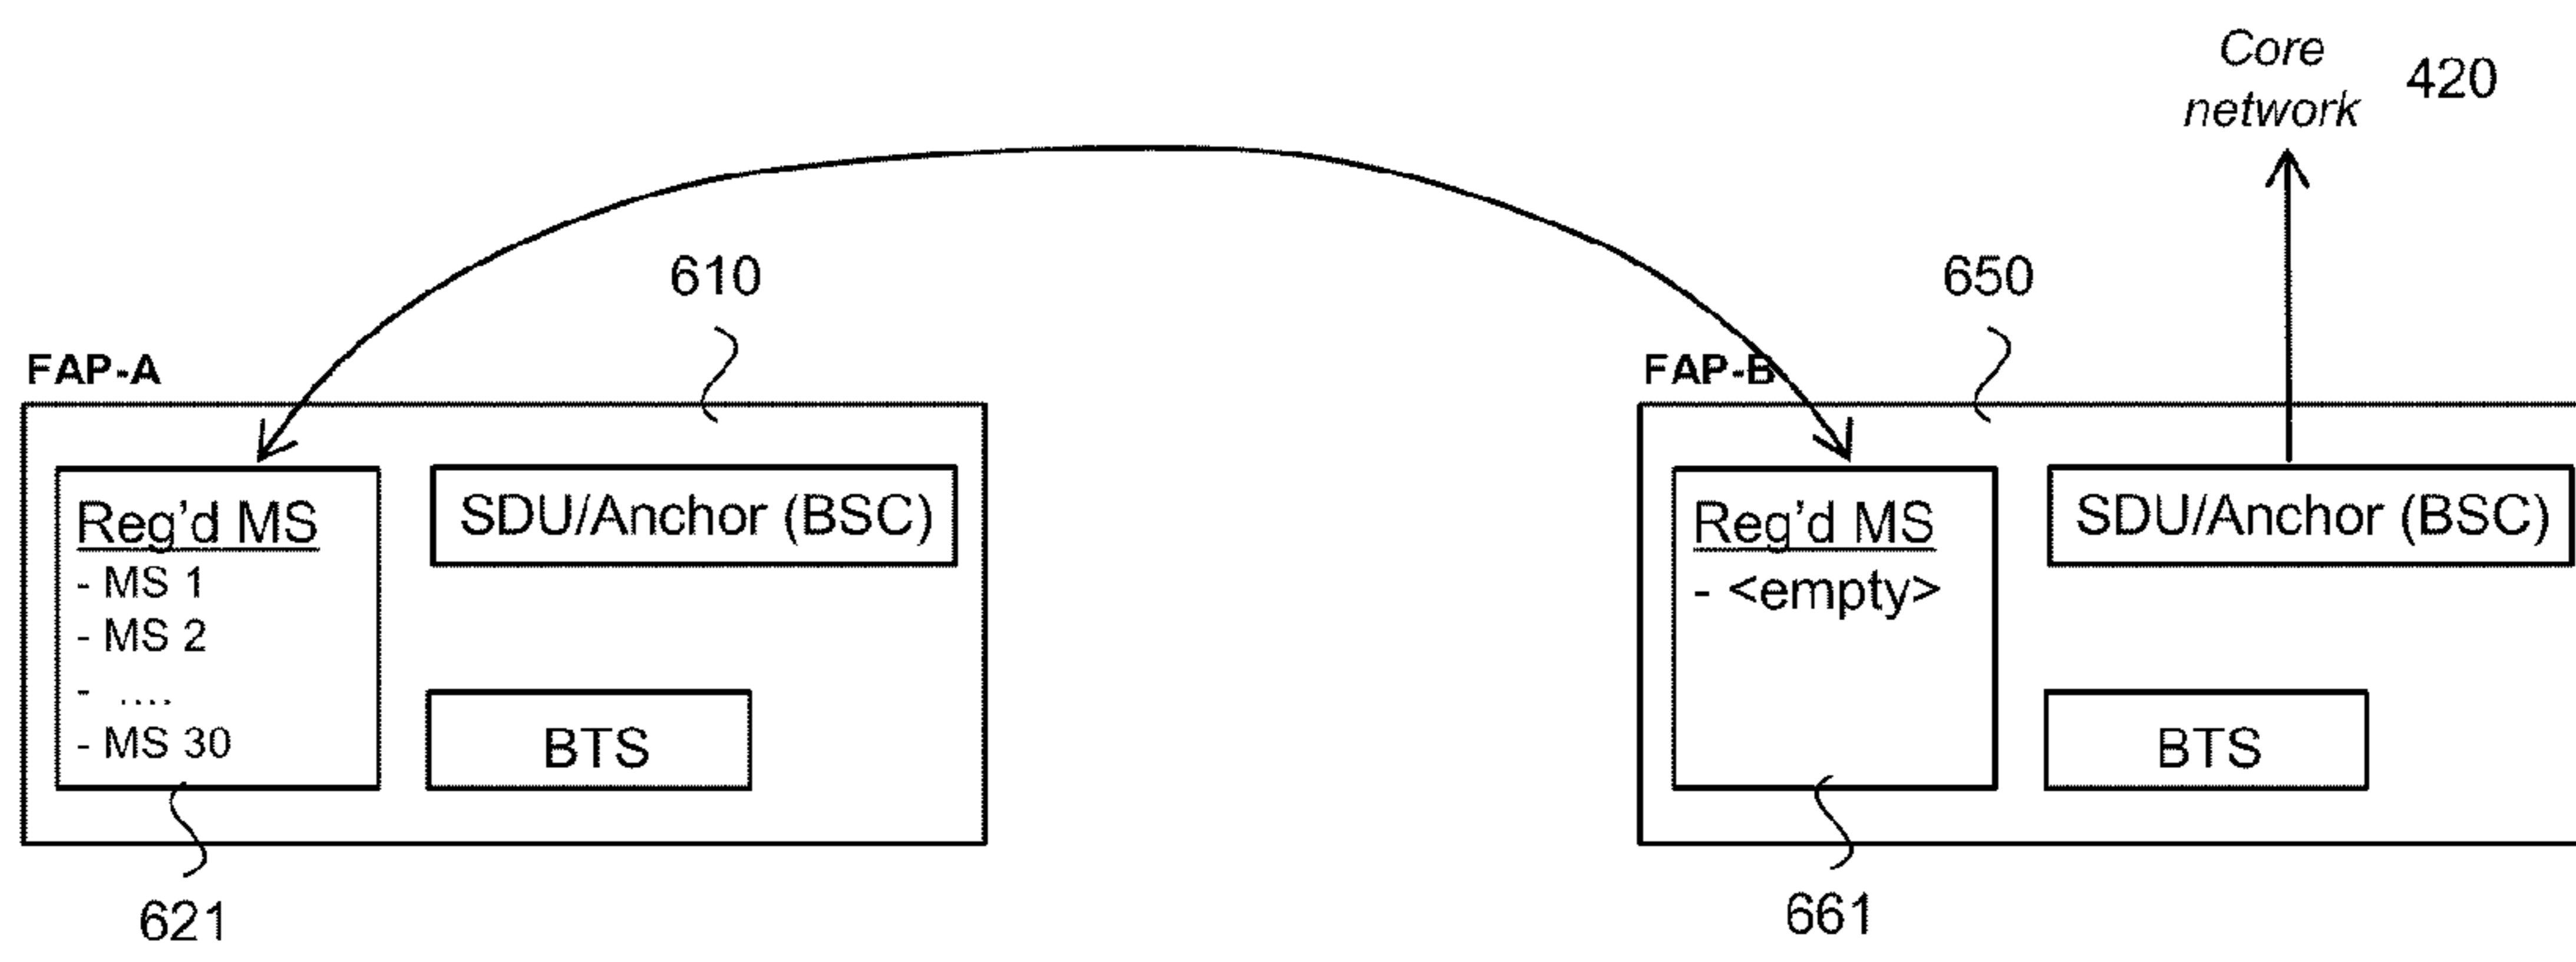 Core
network
420
610
650
FAP-A
FAP-B
Reg'd MS
- MS 1
- MS 2
- ....
- MS 30
SDU/Anchor (BSC)
BTS
Reg'd MS
- <empty>
SDU/Anchor (BSC)
BTS
621
661